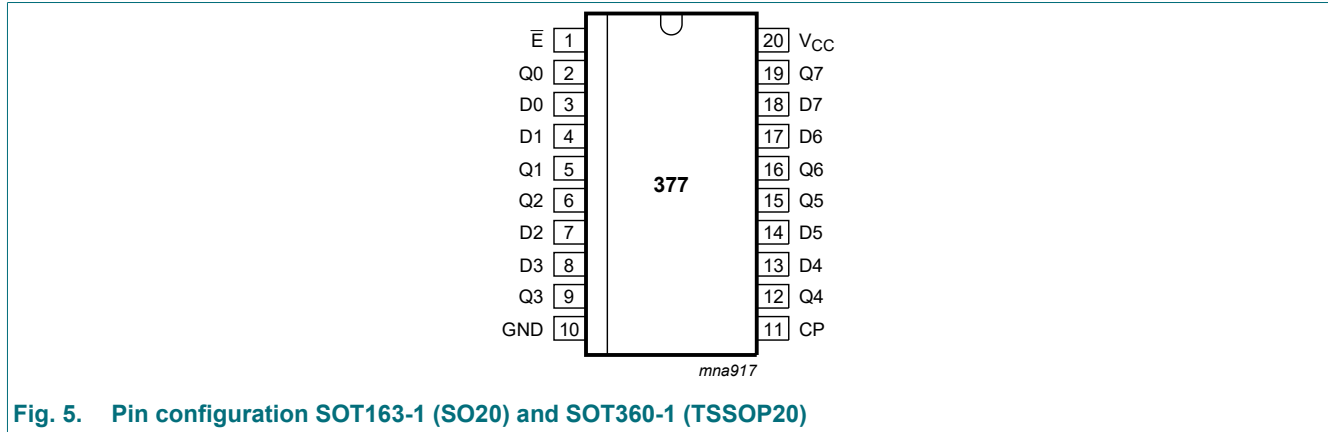 E̅ 1 20 VCC
Q0 2 19 Q7
D0 3 18 D7
D1 4 17 D6
Q1 5 16 Q6
377
Q2 6 15 Q5
D2 7 14 D5
D3 8 13 D4
Q3 9 12 Q4
GND 10 11 CP
mna917
Fig. 5. Pin configuration SOT163-1 (SO20) and SOT360-1 (TSSOP20)